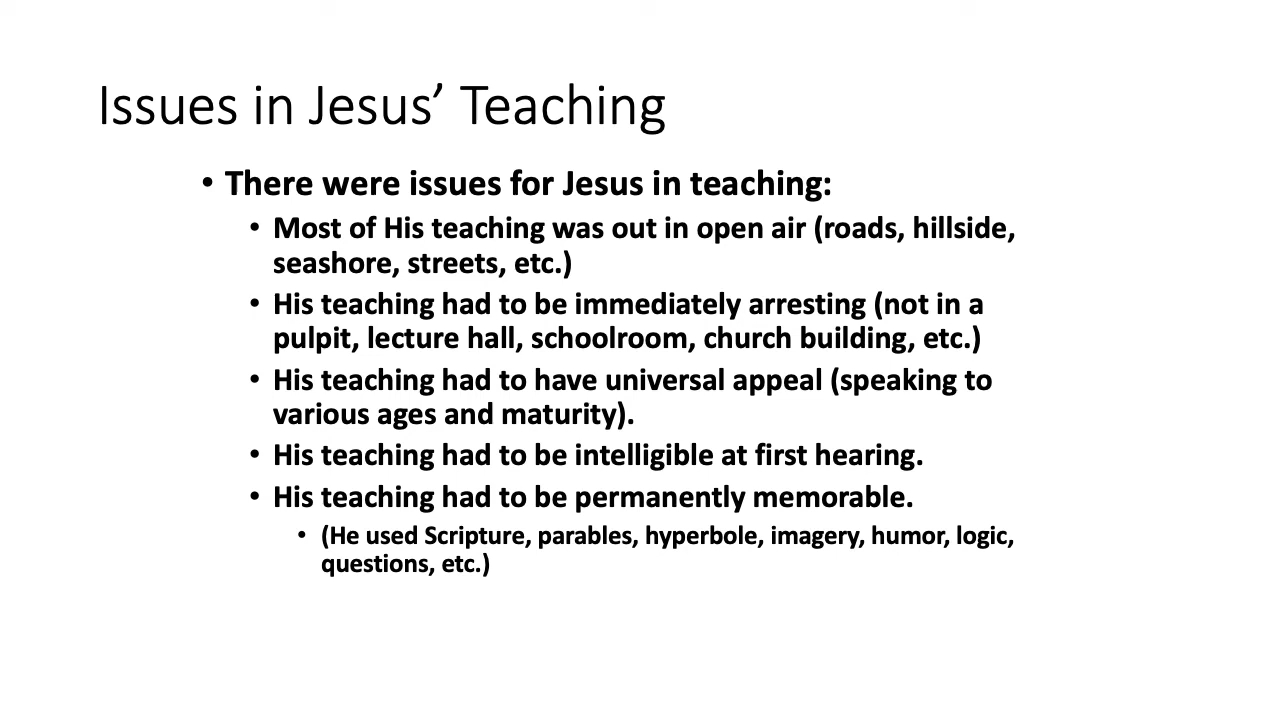 Issues in Jesus’ Teaching
• There were issues for Jesus in teaching:
• Most of His teaching was out in open air (roads, hillside,
seashore, streets, etc.)
• His teaching had to be immediately arresting (not in a
pulpit, lecture hall, schoolroom, church building, etc.)
• His teaching had to have universal appeal (speaking to
various ages and maturity).
• His teaching had to be intelligible at first hearing.
• His teaching had to be permanently memorable.
• (He used Scripture, parables, hyperbole, imagery, humor, logic,
questions, etc.)